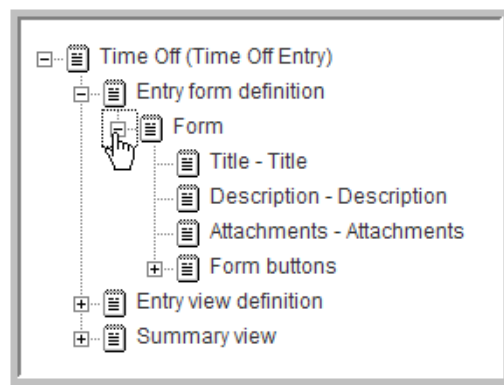 Time Off (Time Off Entry)
Entry form definition
Form
Title - Title
Description - Description
Attachments - Attachments
Form buttons
Entry view definition
Summary view